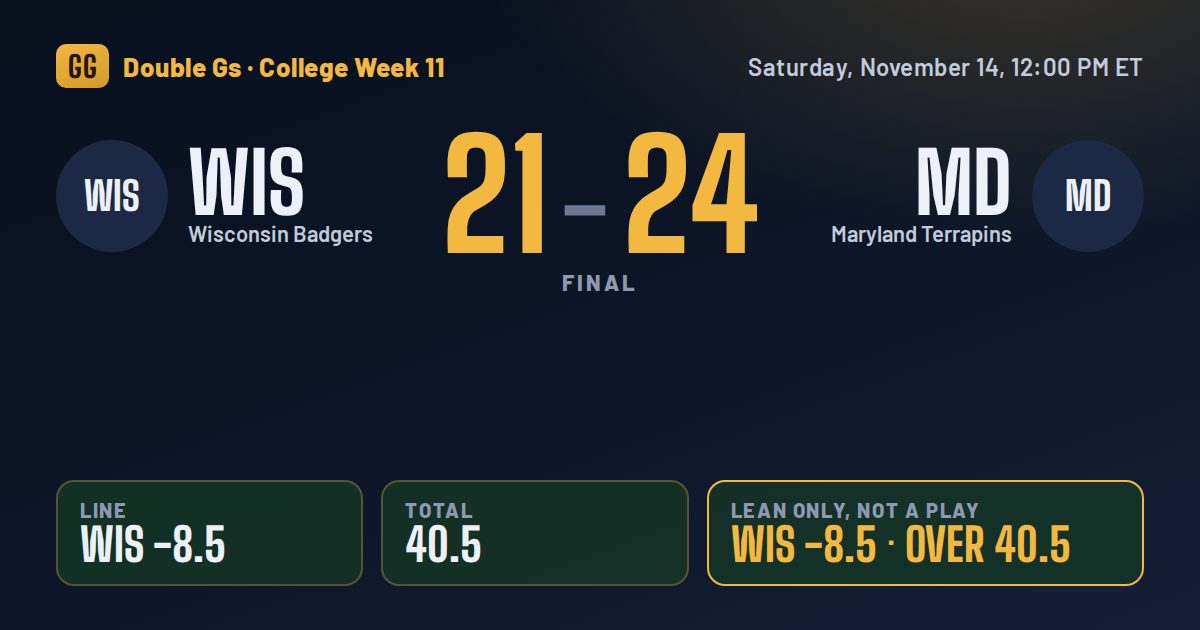 GG Double Gs · College Week 11
Saturday, November 14, 12:00 PM ET
WIS
WIS
Wisconsin Badgers
21 – 24
FINAL
MD
Maryland Terrapins
MD
LINE
WIS −8.5
TOTAL
40.5
LEAN ONLY, NOT A PLAY
WIS −8.5 · OVER 40.5